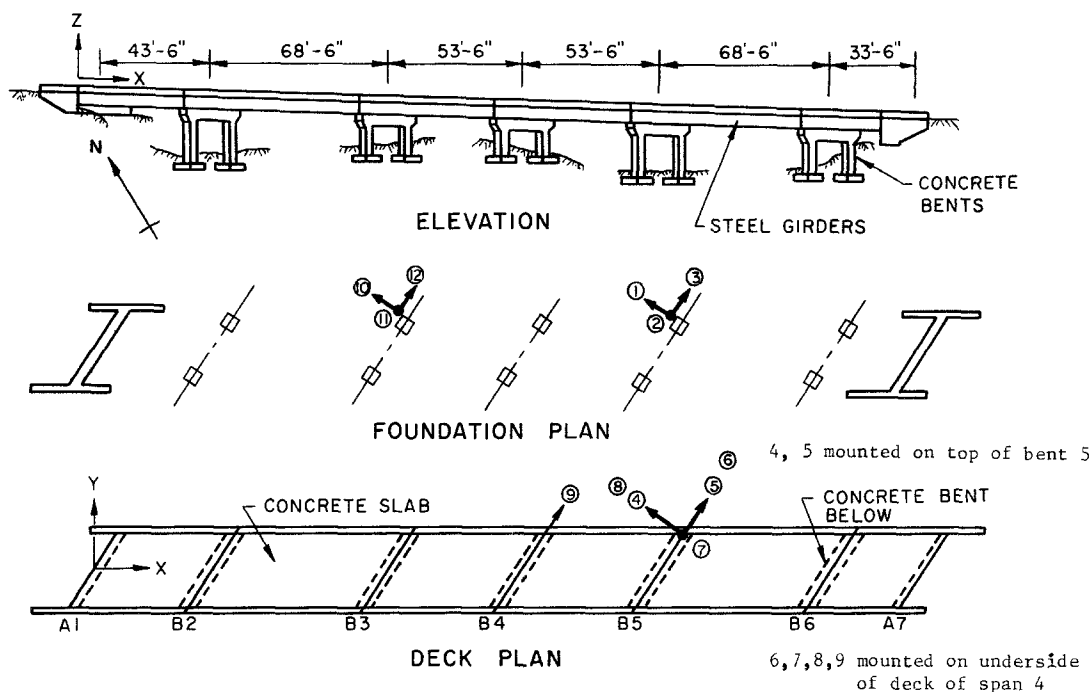 Z
43'-6" 68'-6" 53'-6" 53'-6" 68'-6" 33'-6"
X
N
CONCRETE
BENTS
ELEVATION
STEEL GIRDERS
10 12 11
1 3 2
FOUNDATION PLAN
4, 5 mounted on top of bent 5
Y
CONCRETE SLAB
9
8 4 6 5 7
CONCRETE BENT
BELOW
X
A1 B2 B3 B4 B5 B6 A7
DECK PLAN
6,7,8,9 mounted on underside
of deck of span 4